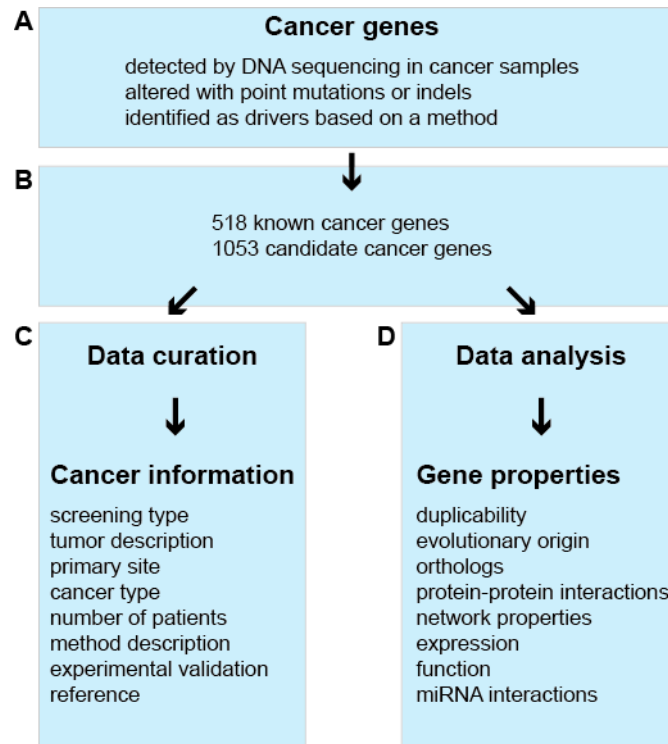 A
Cancer genes
detected by DNA sequencing in cancer samples
altered with point mutations or indels
identified as drivers based on a method
B
518 known cancer genes
1053 candidate cancer genes
C
Data curation
Cancer information
screening type
tumor description
primary site
cancer type
number of patients
method description
experimental validation
reference
D
Data analysis
Gene properties
duplicability
evolutionary origin
orthologs
protein-protein interactions
network properties
expression
function
miRNA interactions